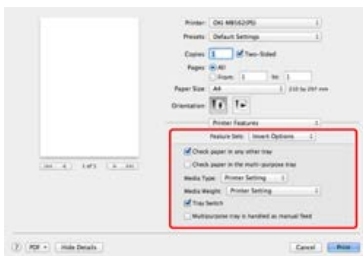 Printer: OKI MB562(PS)
Presets: Default Settings
Copies: 1 Two-Sided
Pages: All
From: 1 to: 1
Paper Size: A4 210 by 297 mm
Orientation:
Printer Features
Feature Sets: Insert Options
Check paper in any other tray
Check paper in the multi-purpose tray
Media Type: Printer Setting
Media Weight: Printer Setting
Tray Switch
Multipurpose tray is handled as manual feed
1 of 1
? PDF Hide Details Cancel Print